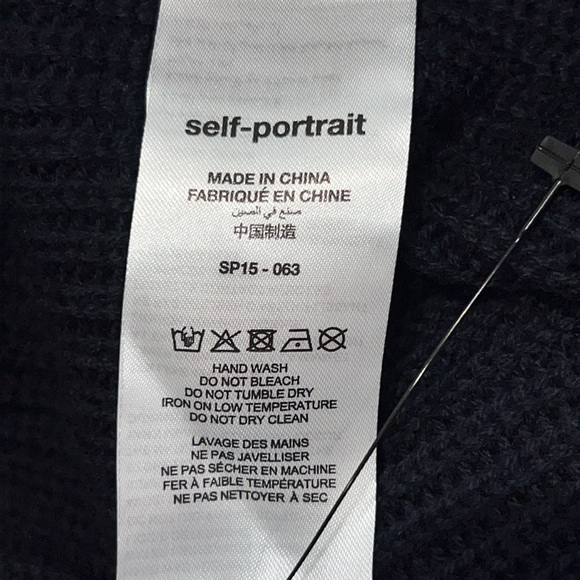 self-portrait
MADE IN CHINA
FABRIQUÉ EN CHINE
صنع في الصين
中国制造
SP15 - 063
HAND WASH
DO NOT BLEACH
DO NOT TUMBLE DRY
IRON ON LOW TEMPERATURE
DO NOT DRY CLEAN
LAVAGE DES MAINS
NE PAS JAVELLISER
NE PAS SÉCHER EN MACHINE
FER À FAIBLE TEMPÉRATURE
NE PAS NETTOYER À SEC